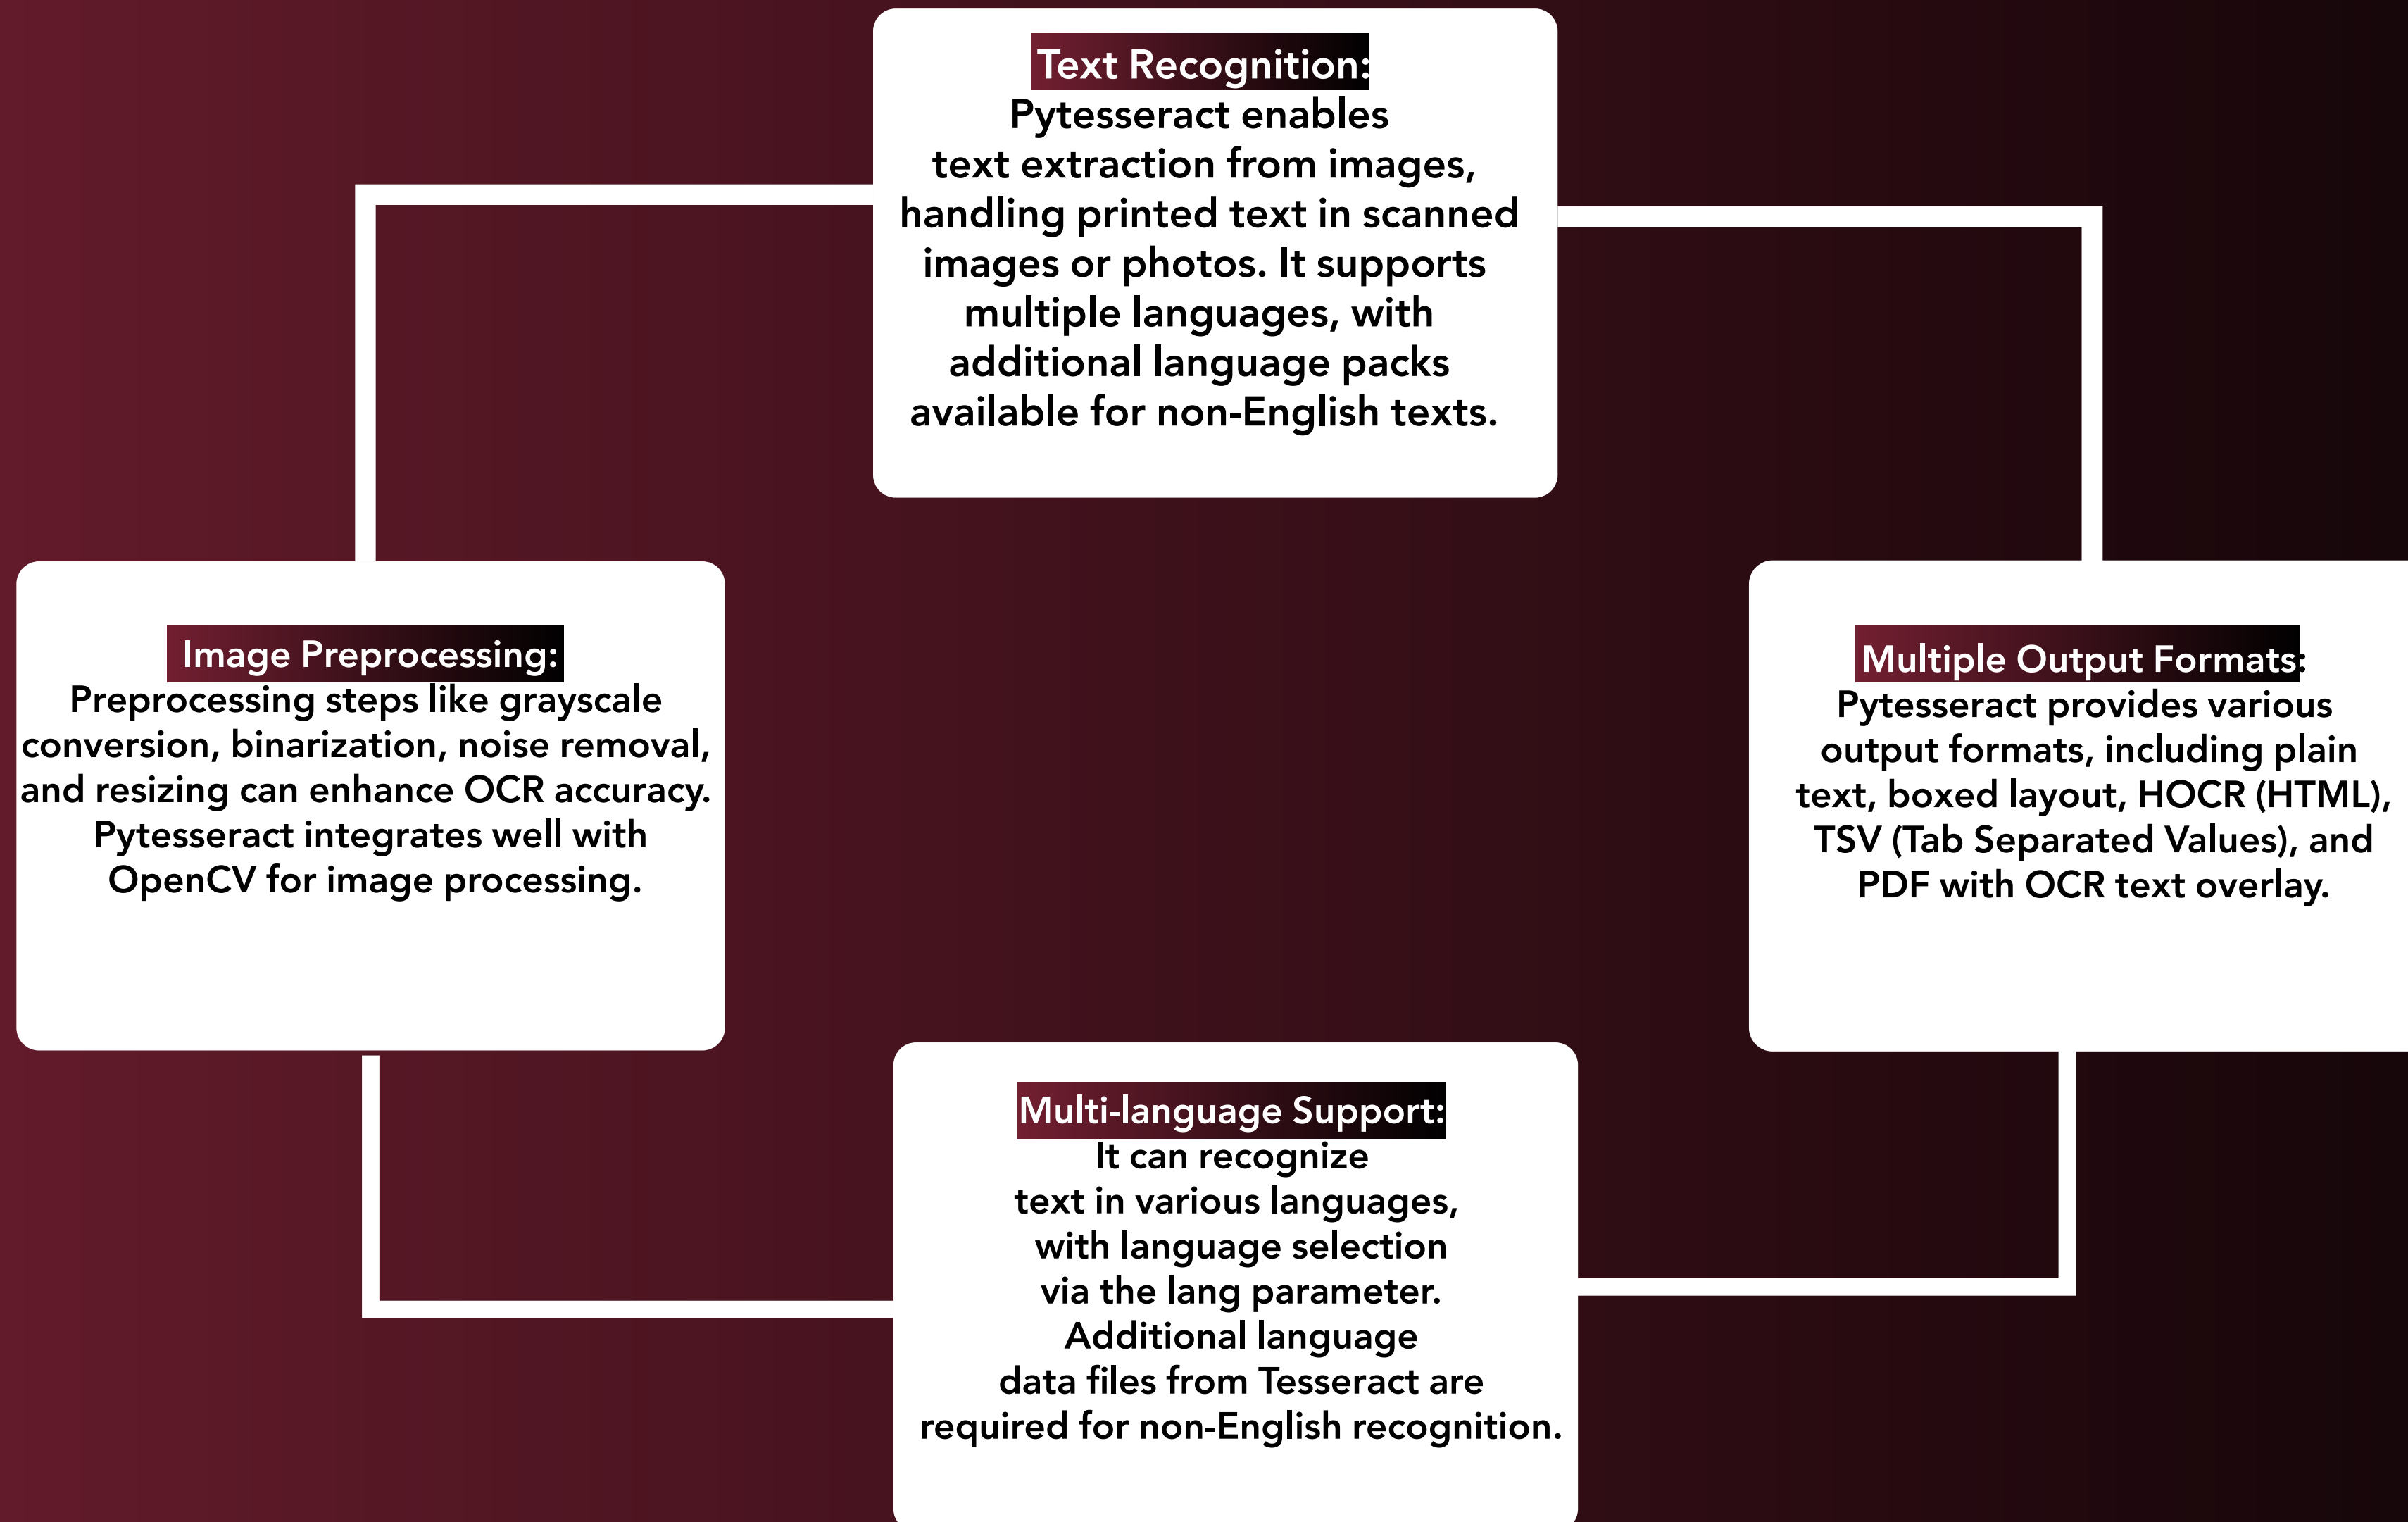 Text Recognition:
Pytesseract enables
text extraction from images,
handling printed text in scanned
images or photos. It supports
multiple languages, with
additional language packs
available for non-English texts.
Image Preprocessing:
Preprocessing steps like grayscale
conversion, binarization, noise removal,
and resizing can enhance OCR accuracy.
Pytesseract integrates well with
OpenCV for image processing.
Multiple Output Formats:
Pytesseract provides various
output formats, including plain
text, boxed layout, HOCR (HTML),
TSV (Tab Separated Values), and
PDF with OCR text overlay.
Multi-language Support:
It can recognize
text in various languages,
with language selection
via the lang parameter.
Additional language
data files from Tesseract are
required for non-English recognition.